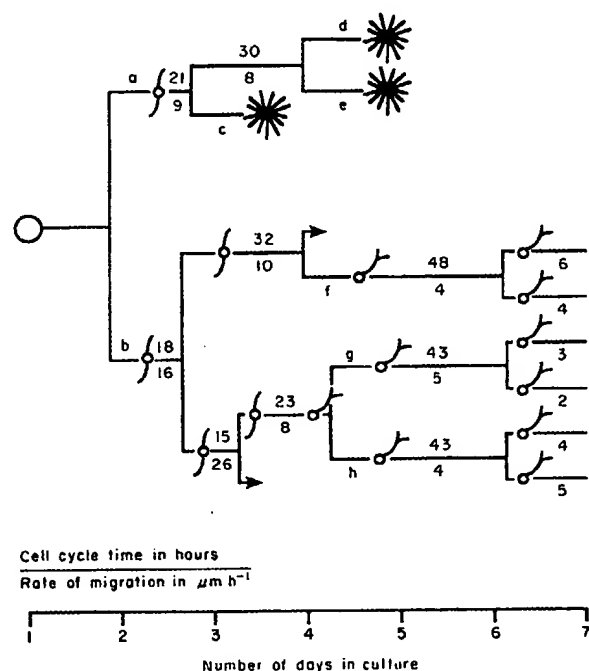 d
30
a 21
8
9
e
c
32
10
48
6
f
4
4
b 18
16
g
43
3
5
23
2
8
15
43
4
26
h
4
5
Cell cycle time in hours
Rate of migration in μm h⁻¹
1 2 3 4 5 6 7
Number of days in culture